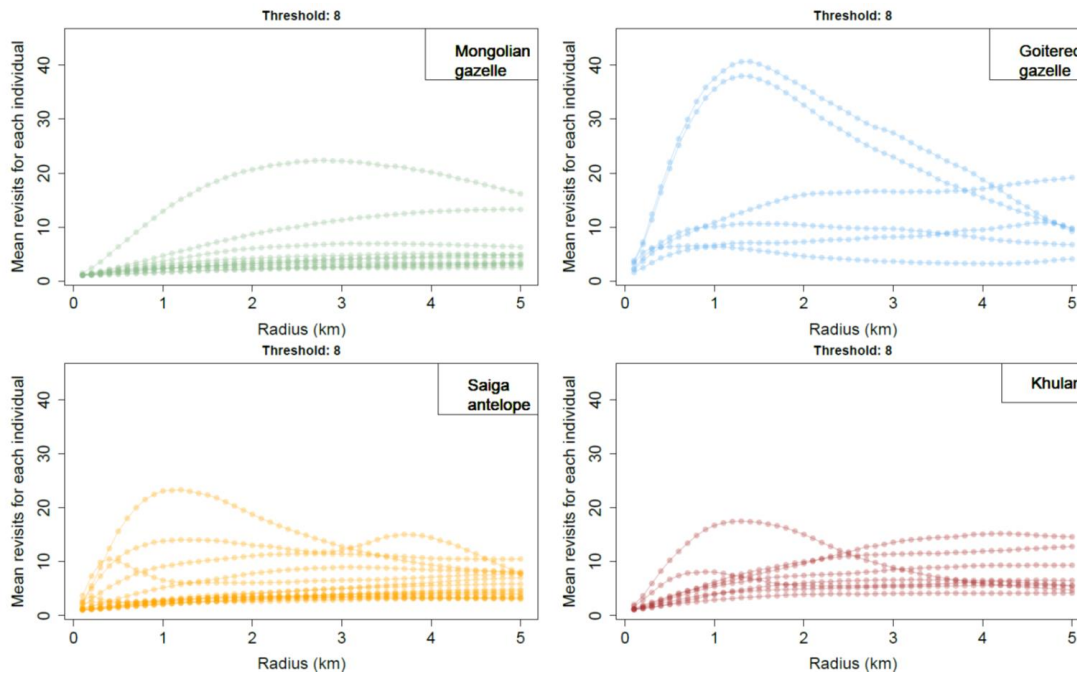 Threshold: 8
Mean revisits for each individual
40
30
20
10
0
Mongolian
gazelle
0 1 2 3 4 5
Radius (km)
Threshold: 8
Mean revisits for each individual
40
30
20
10
0
Goitered
gazelle
0 1 2 3 4 5
Radius (km)
Threshold: 8
Mean revisits for each individual
40
30
20
10
0
Saiga
antelope
0 1 2 3 4 5
Radius (km)
Threshold: 8
Mean revisits for each individual
40
30
20
10
0
Khulan
0 1 2 3 4 5
Radius (km)